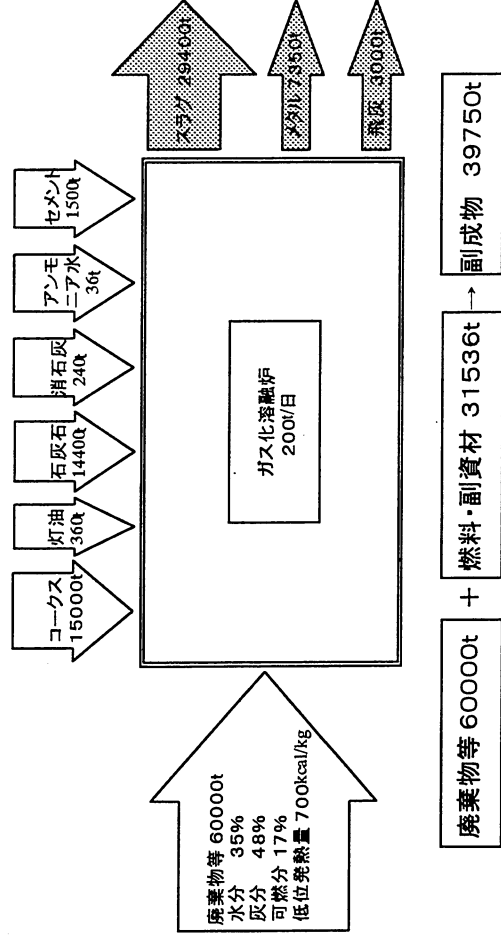 コークス
15000t
灯油
360t
石灰石
14400t
消石灰
240t
アンモ
ニア水
36t
セメント
1500t
廃棄物等 60000t
水分 35%
灰分 48%
可燃分 17%
低位発熱量 700kcal/kg
ガス化溶融炉
200t/日
スラグ 29400t
メタル 7350t
飛灰 3000t
廃棄物等 60000t + 燃料・副資材 31536t → 副成物 39750t